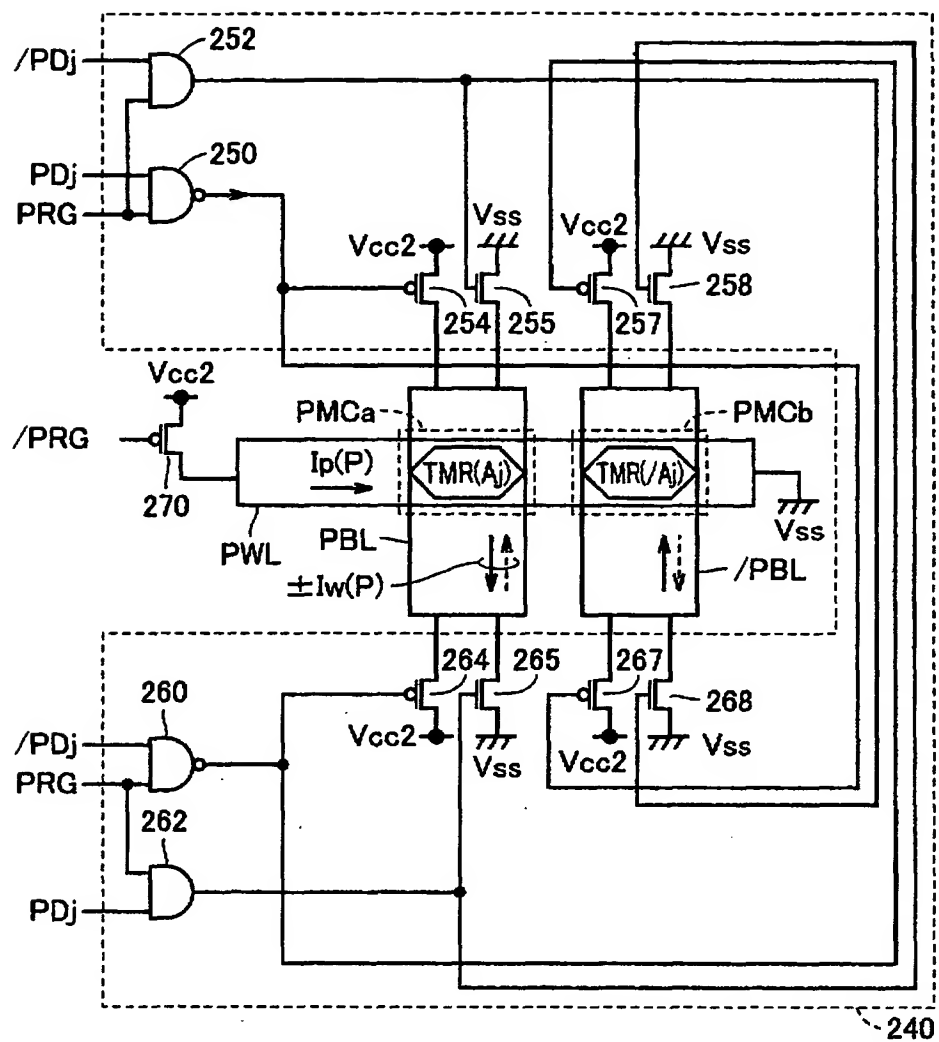 252
/PDj
250
PDj
PRG
Vss
Vcc2
Vcc2
Vss
254
255
257
258
Vcc2
PMCa
PMCb
/PRG
Ip(P)
TMR(Aj)
TMR(/Aj)
270
Vss
PWL
PBL
±Iw(P)
/PBL
264
265
267
268
260
/PDj
Vcc2
Vss
Vcc2
Vss
PRG
262
PDj
240